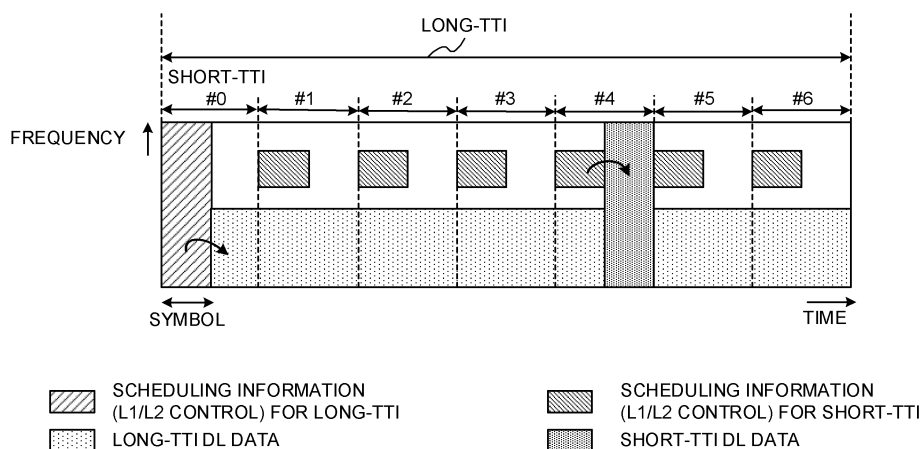 LONG-TTI
SHORT-TTI
#0 #1 #2 #3 #4 #5 #6
FREQUENCY
SYMBOL
TIME
SCHEDULING INFORMATION
(L1/L2 CONTROL) FOR LONG-TTI
SCHEDULING INFORMATION
(L1/L2 CONTROL) FOR SHORT-TTI
LONG-TTI DL DATA
SHORT-TTI DL DATA